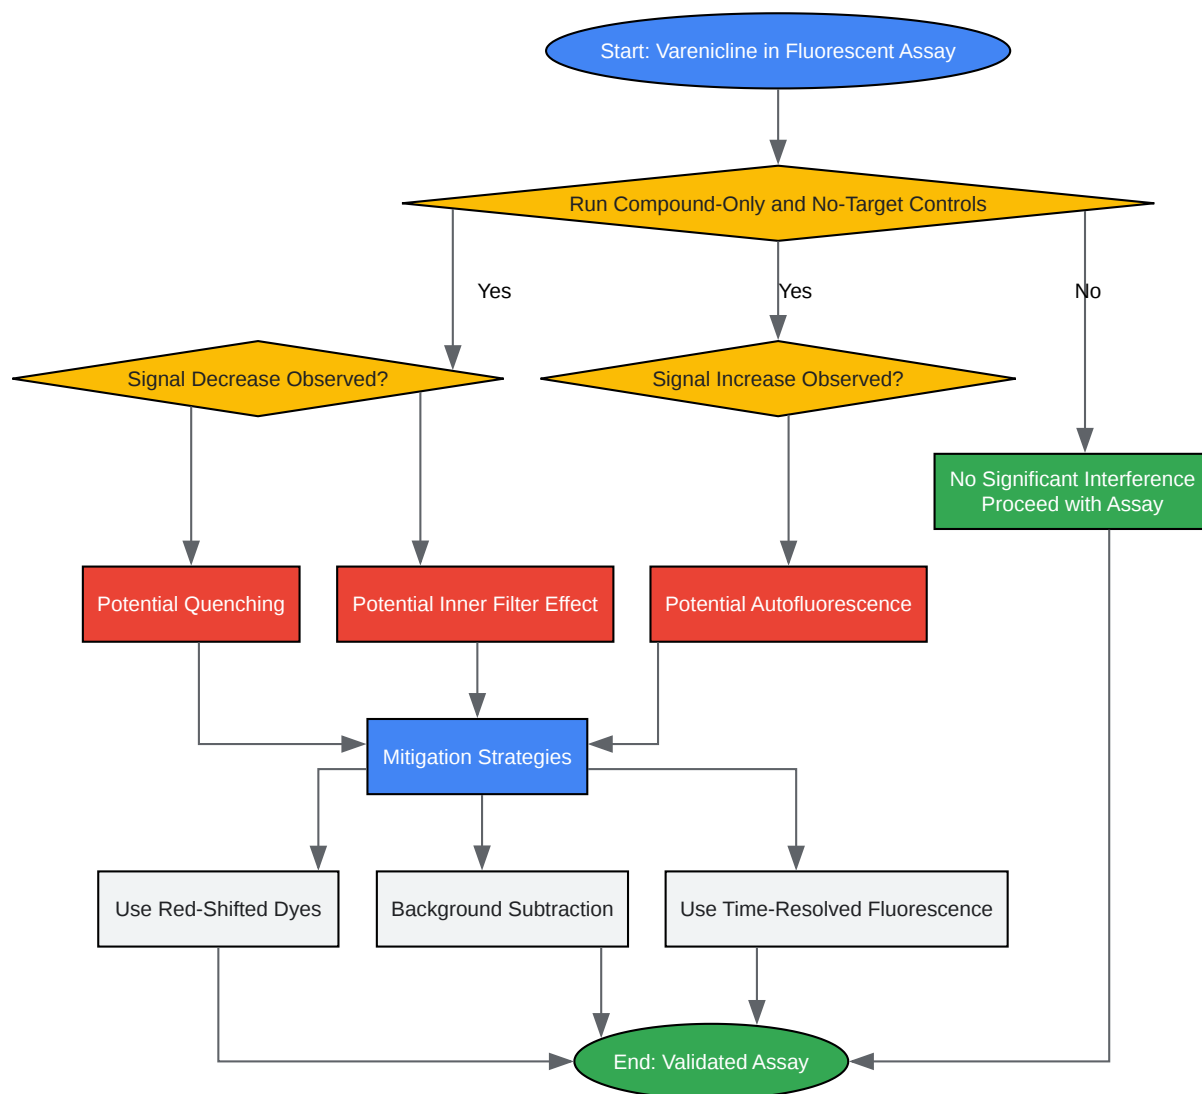 Start: Varenicline in Fluorescent Assay
Run Compound-Only and No-Target Controls
Yes
Yes
No
Signal Decrease Observed?
Signal Increase Observed?
No Significant Interference
Proceed with Assay
Potential Quenching
Potential Inner Filter Effect
Potential Autofluorescence
Mitigation Strategies
Use Red-Shifted Dyes
Background Subtraction
Use Time-Resolved Fluorescence
End: Validated Assay